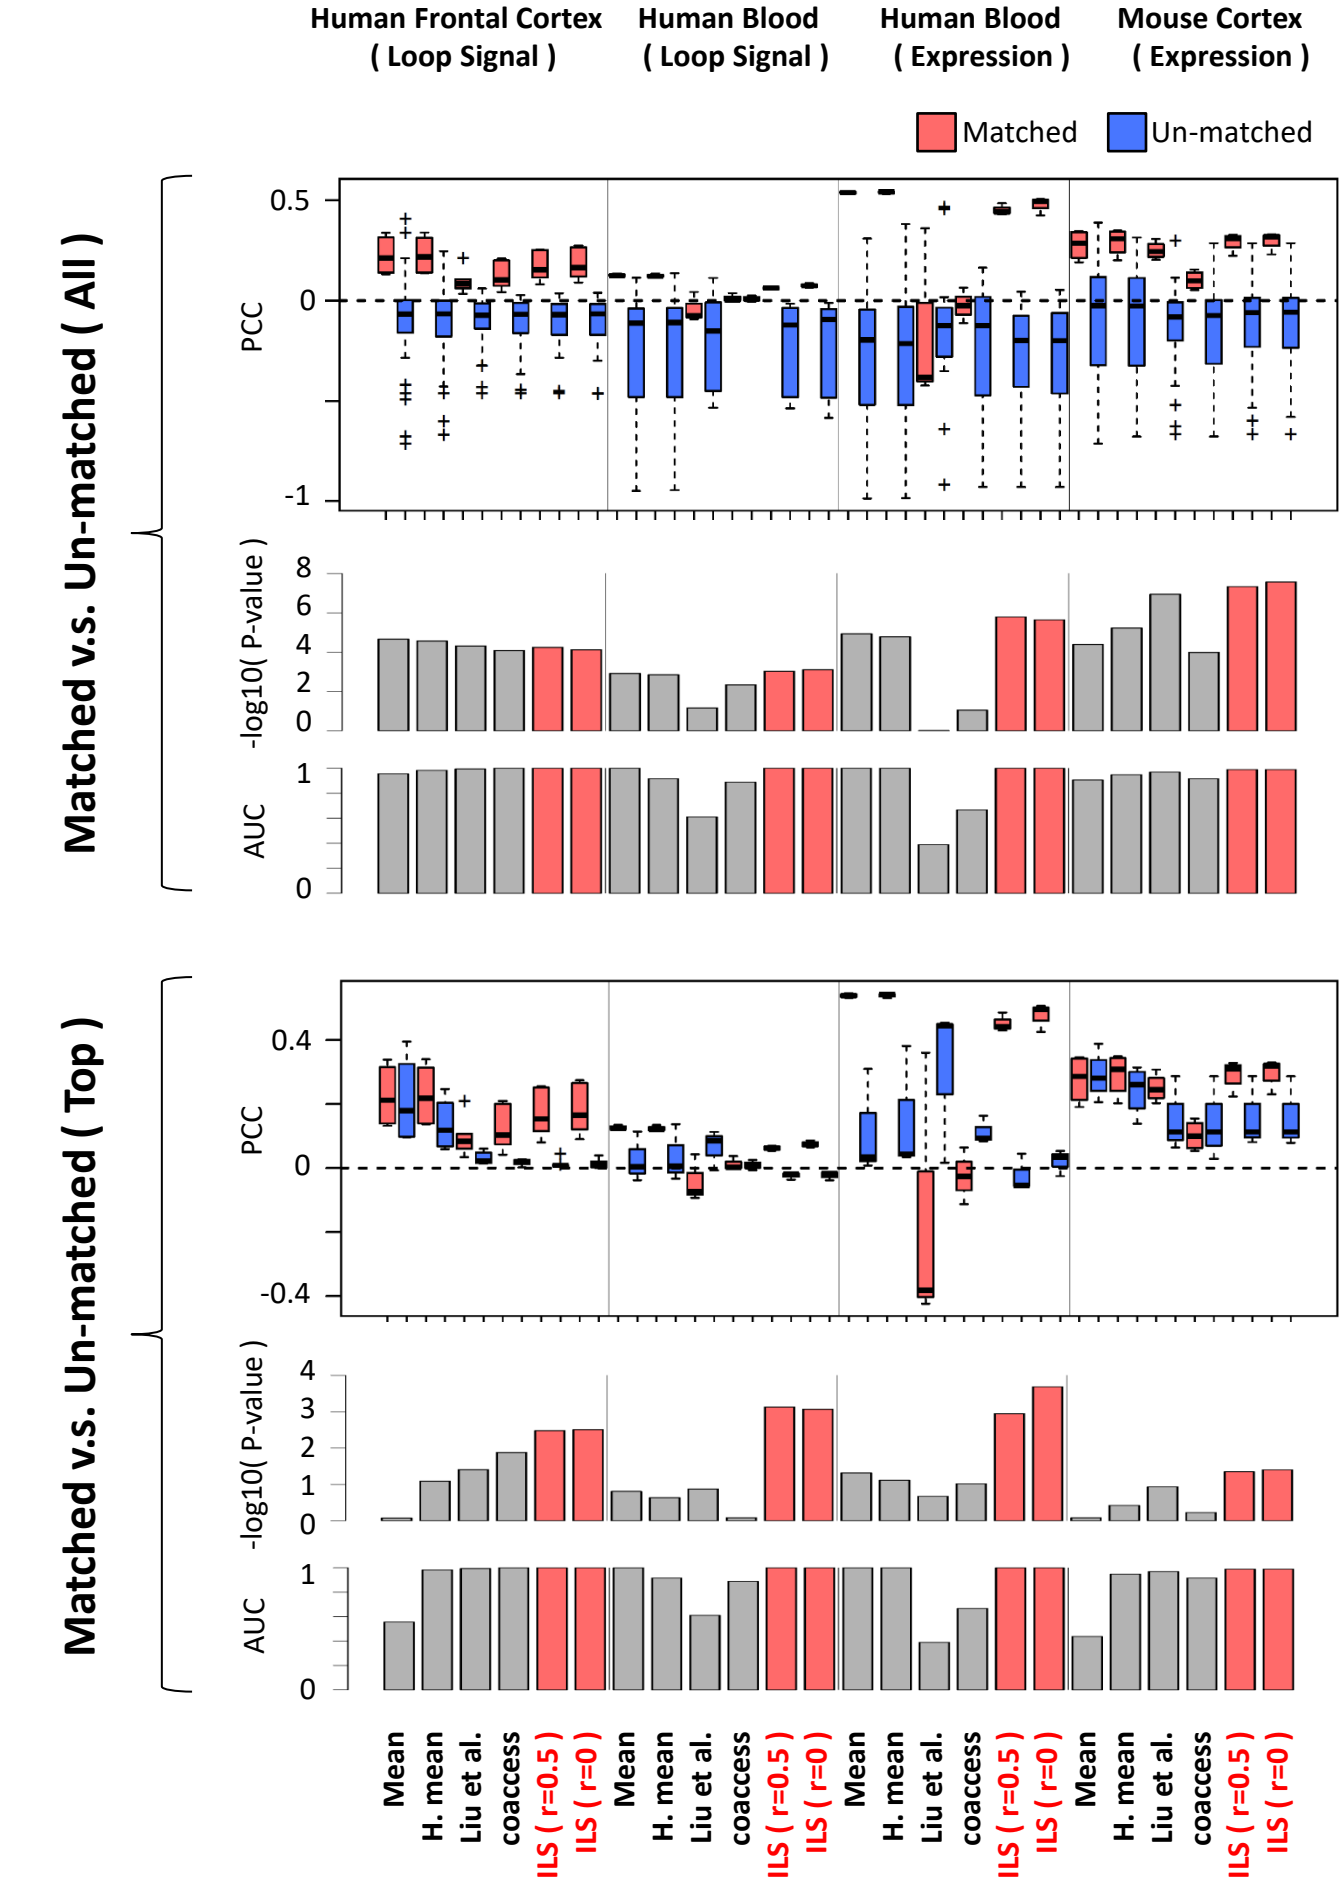 Human Frontal Cortex Human Blood Human Blood Mouse Cortex
( Loop Signal ) ( Loop Signal ) ( Expression ) ( Expression )
Matched Un-matched
Matched v.s. Un-matched ( All )
PCC
0.5
0
-1
-log10( P-value )
8
6
4
2
0
AUC
1
0
Matched v.s. Un-matched ( Top )
PCC
0.4
0
-0.4
-log10( P-value )
4
3
2
1
0
AUC
1
0
Mean
H. mean
Liu et al.
coaccess
ILS ( r=0.5 )
ILS ( r=0 )
Mean
H. mean
Liu et al.
coaccess
ILS ( r=0.5 )
ILS ( r=0 )
Mean
H. mean
Liu et al.
coaccess
ILS ( r=0.5 )
ILS ( r=0 )
Mean
H. mean
Liu et al.
coaccess
ILS ( r=0.5 )
ILS ( r=0 )